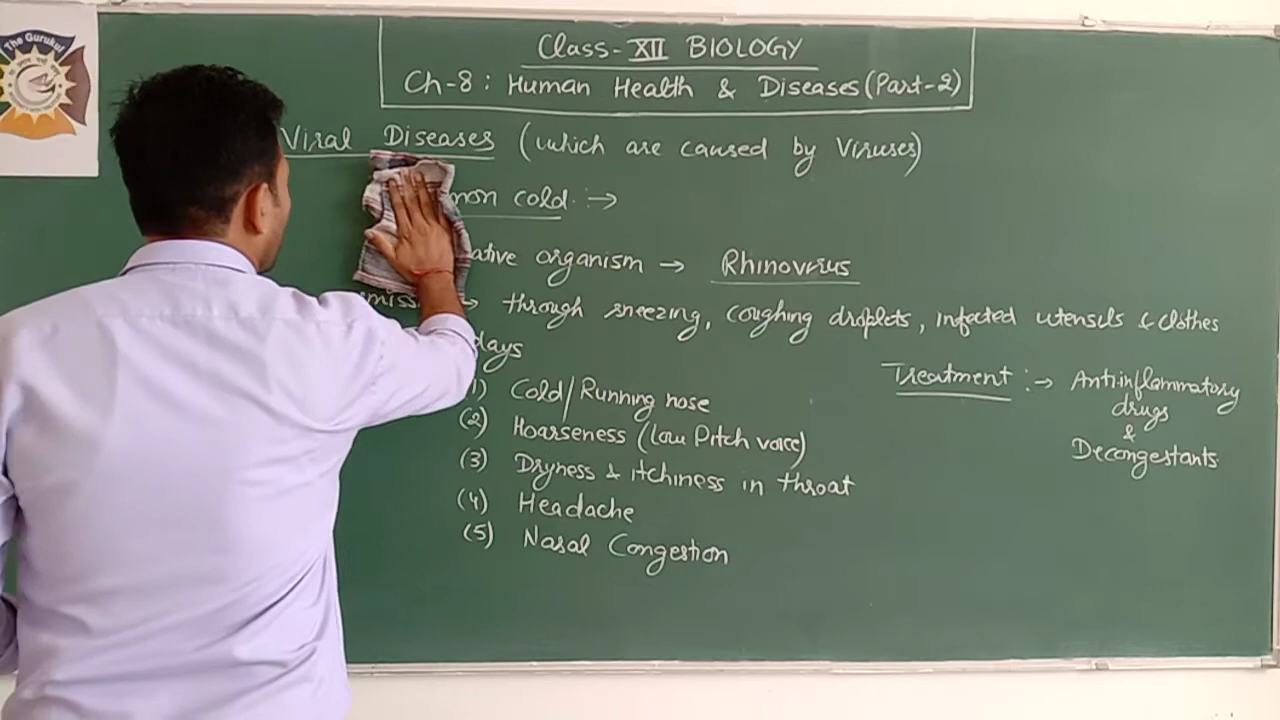 The Gurukul
Class-XII BIOLOGY
Ch-8: Human Health & Diseases (Part-2)
Viral Diseases (which are caused by Viruses)
cold :→
organism → Rhinovirus
→ through sneezing, coughing droplets, infected utensils & clothes
days
1) Cold/Running nose
(2) Hoarseness (low Pitch voice)
(3) Dryness & itchiness in throat
(4) Headache
(5) Nasal Congestion
Treatment :→ Antiinflammatory
drugs
&
Decongestants